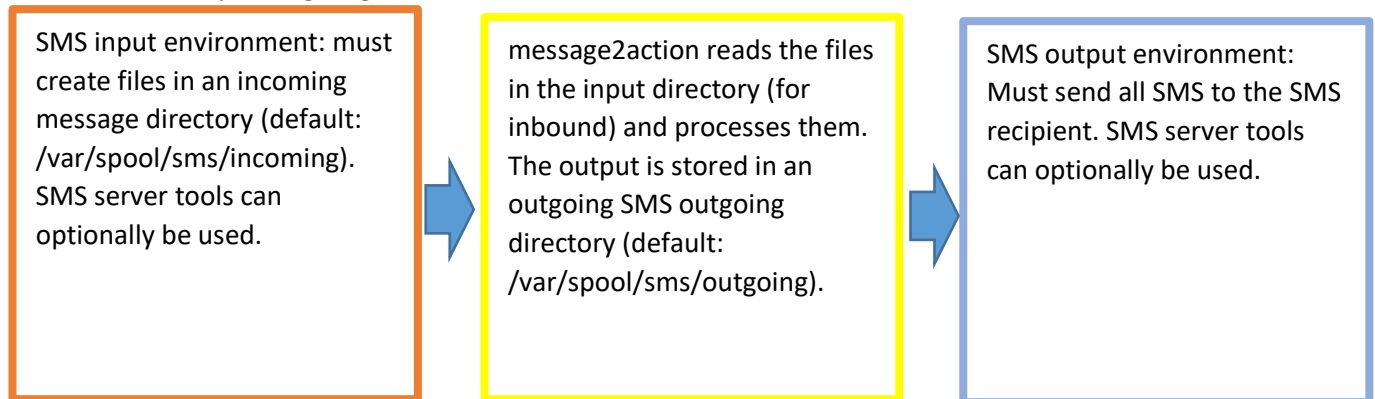 SMS input environment: must
create files in an incoming
message directory (default:
/var/spool/sms/incoming).
SMS server tools can
optionally be used.
message2action reads the files
in the input directory (for
inbound) and processes them.
The output is stored in an
outgoing SMS outgoing
directory (default:
/var/spool/sms/outgoing).
SMS output environment:
Must send all SMS to the SMS
recipient. SMS server tools
can optionally be used.